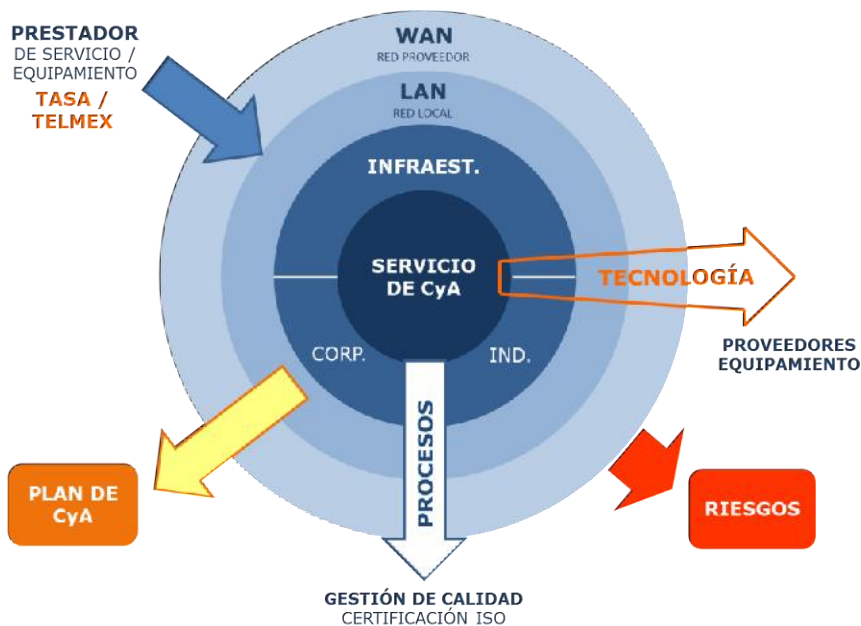 PRESTADOR
DE SERVICIO /
EQUIPAMIENTO
TASA /
TELMEX
WAN
RED PROVEEDOR
LAN
RED LOCAL
INFRAEST.
SERVICIO
DE CyA
TECNOLOGÍA
PROVEEDORES
EQUIPAMIENTO
CORP.
IND.
PROCESOS
PLAN DE
CyA
RIESGOS
GESTIÓN DE CALIDAD
CERTIFICACIÓN ISO